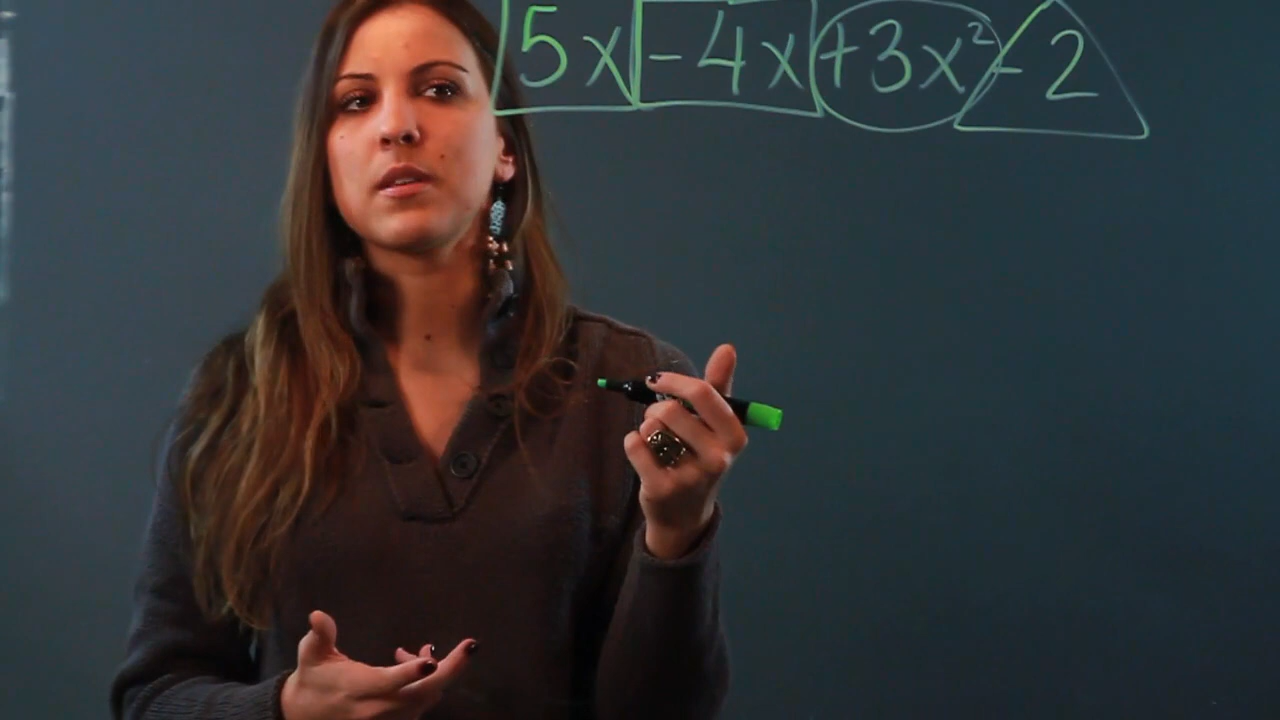 5x - 4x + 3x² - 2